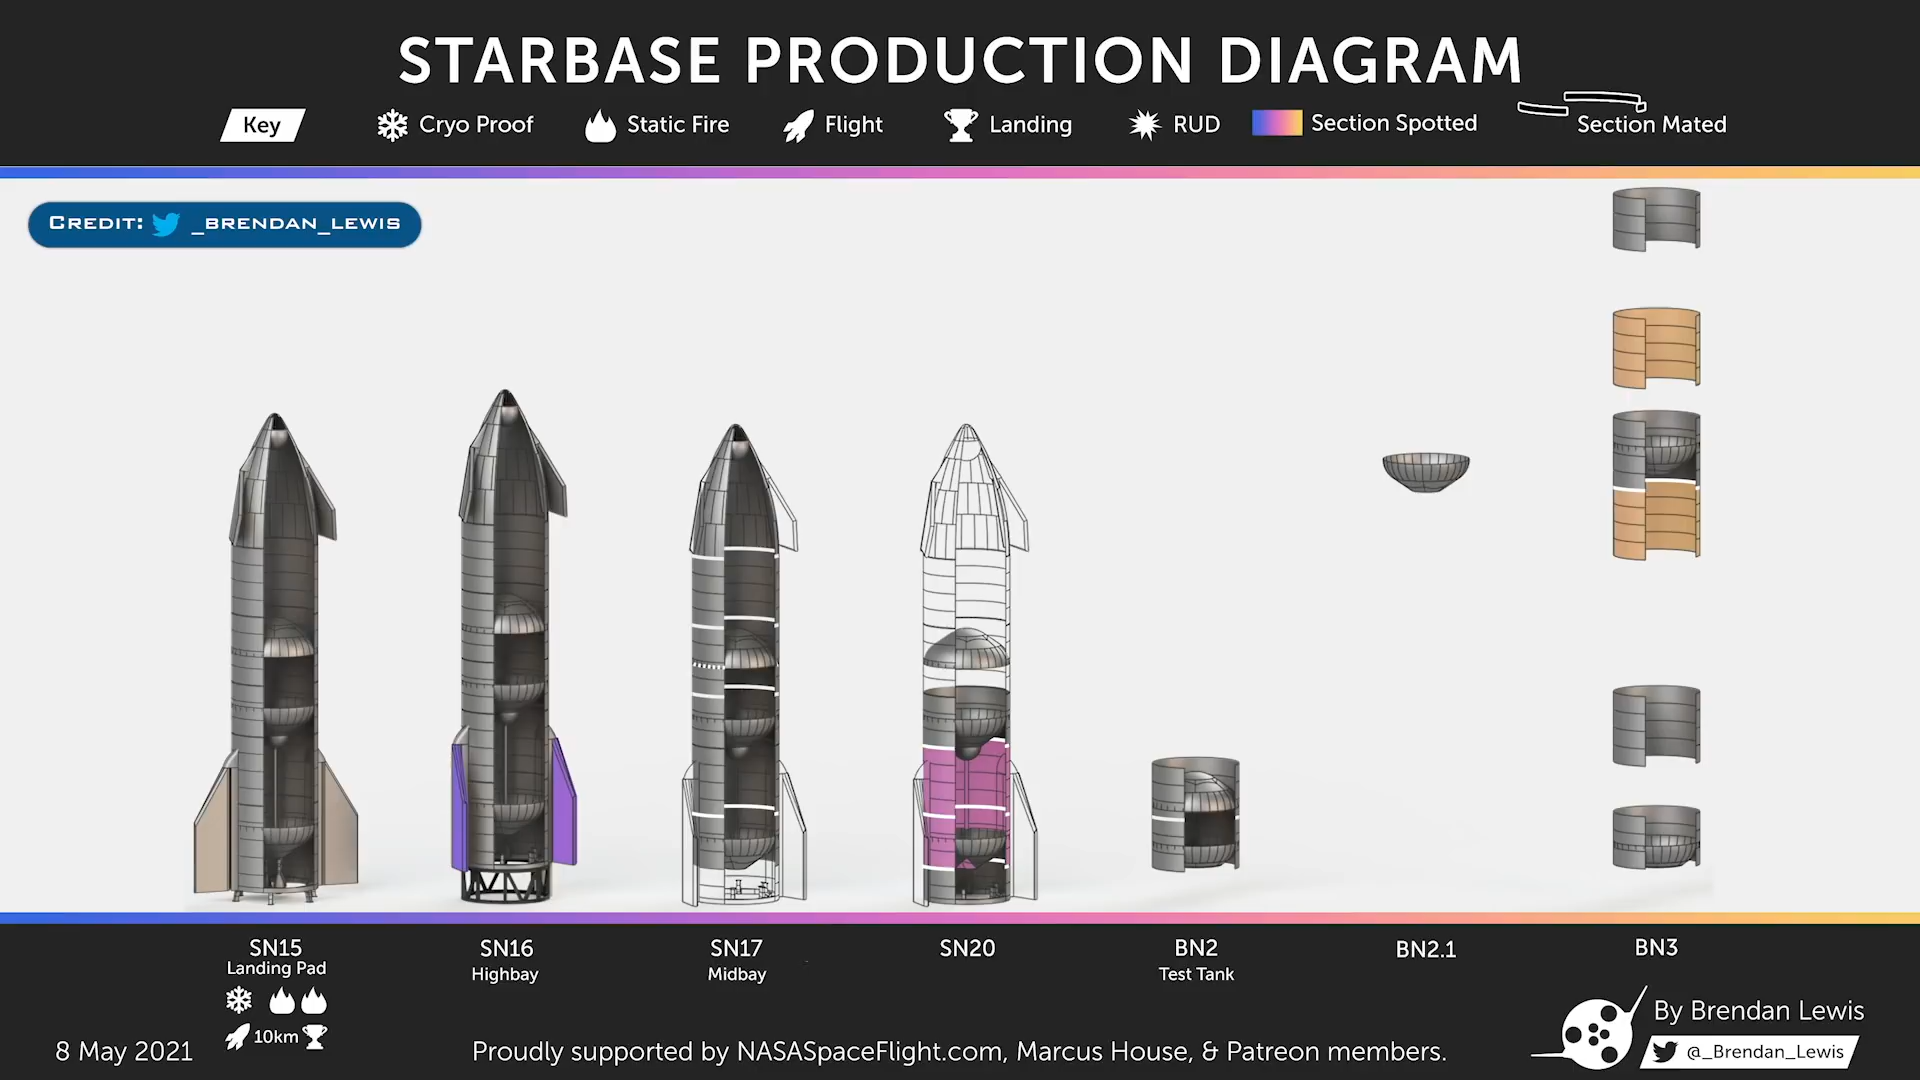 STARBASE PRODUCTION DIAGRAM
Key
Cryo Proof
Static Fire
Flight
Landing
RUD
Section Spotted
Section Mated
CREDIT: _BRENDAN_LEWIS
SN15
Landing Pad
10km
SN16
Highbay
SN17
Midbay
SN20
BN2
Test Tank
BN2.1
BN3
8 May 2021
Proudly supported by NASASpaceFlight.com, Marcus House, & Patreon members.
By Brendan Lewis
@_Brendan_Lewis